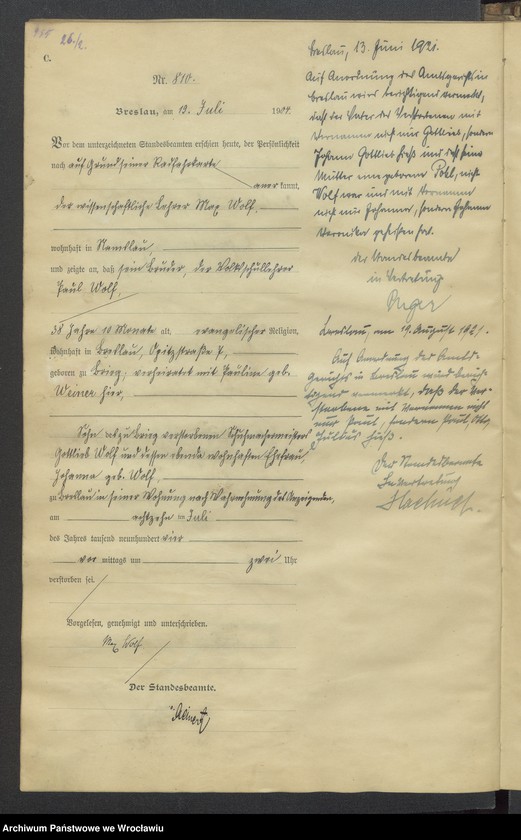 26./2.
C.
Nr. 810.
Breslau, am 19. Juli 1904.
Vor dem unterzeichneten Standesbeamten erschien heute, der Persönlichkeit
nach auf Grund seiner Radfahrkarte
anerkannt,
der wissenschaftliche Lehrer Max Wolf,
wohnhaft in Namslau,
und zeigte an, daß sein Bruder, der Volksschullehrer
Paul Wolf,
38 Jahre 10 Monate alt, evangelischer Religion,
wohnhaft in Breslau, Opitzstraße 7,
geboren zu Brieg, verheiratet mit Pauline geb.
Weiner hier,
Sohn des zu Brieg verstorbenen Schuhmachermeisters
Gottlieb Wolf und dessen ebenda wohnhaften Ehefrau,
Johanna geb. Wolf,
zu Breslau in seiner Wohnung nach Wahrnehmung des Anzeigenden,
am achtzehnten Juli
des Jahres tausend neunhundert vier
vor mittags um zwei Uhr
verstorben sei.
Vorgelesen, genehmigt und unterschrieben.
Max Wolf
Der Standesbeamte.
Breslau, 13. Juni 1921.
Auf Anordnung des Amtsgerichts in
Breslau wird berichtigend vermerkt,
daß der Vater des Verstorbenen mit
Vornamen nicht nur Gottlieb, sondern
Johann Gottlieb hieß und daß seine
Mutter eine geborene Pohl, nicht
Wolf war und mit Vornamen
nicht nur Johanna, sondern Johanna
Veronika geheißen hat.
Der Standesbeamte
in Vertretung
Breslau, am 19. August 1921.
Auf Anordnung des Amts-
gerichts in Breslau wird berich-
tigend vermerkt, daß der Ver-
storbene mit Vornamen nicht
nur Paul, sondern Paul Otto
Julius hieß.
Der Standesbeamte
In Vertretung
Archiwum Państwowe we Wrocławiu